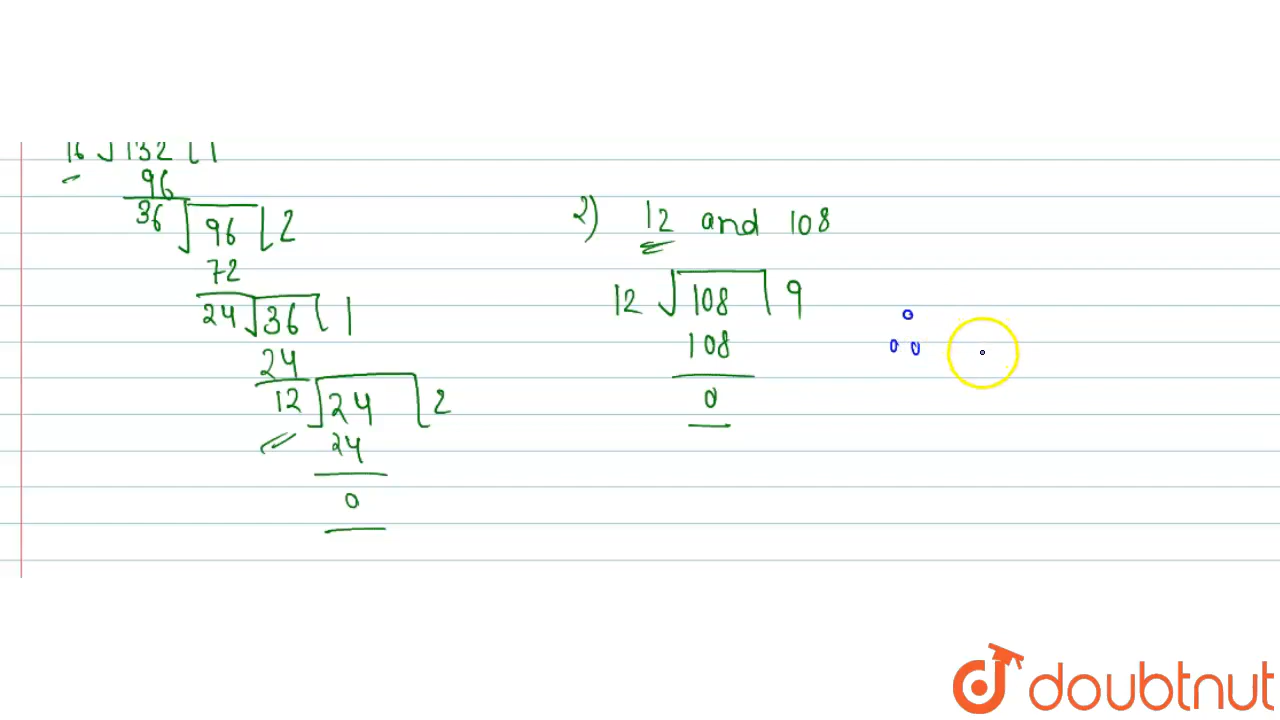 132 1
96
36 96 2
72
24 36 1
24
12 24 2
24
0
2) 12 and 108
12 108 9
108
0
∴
doubtnut